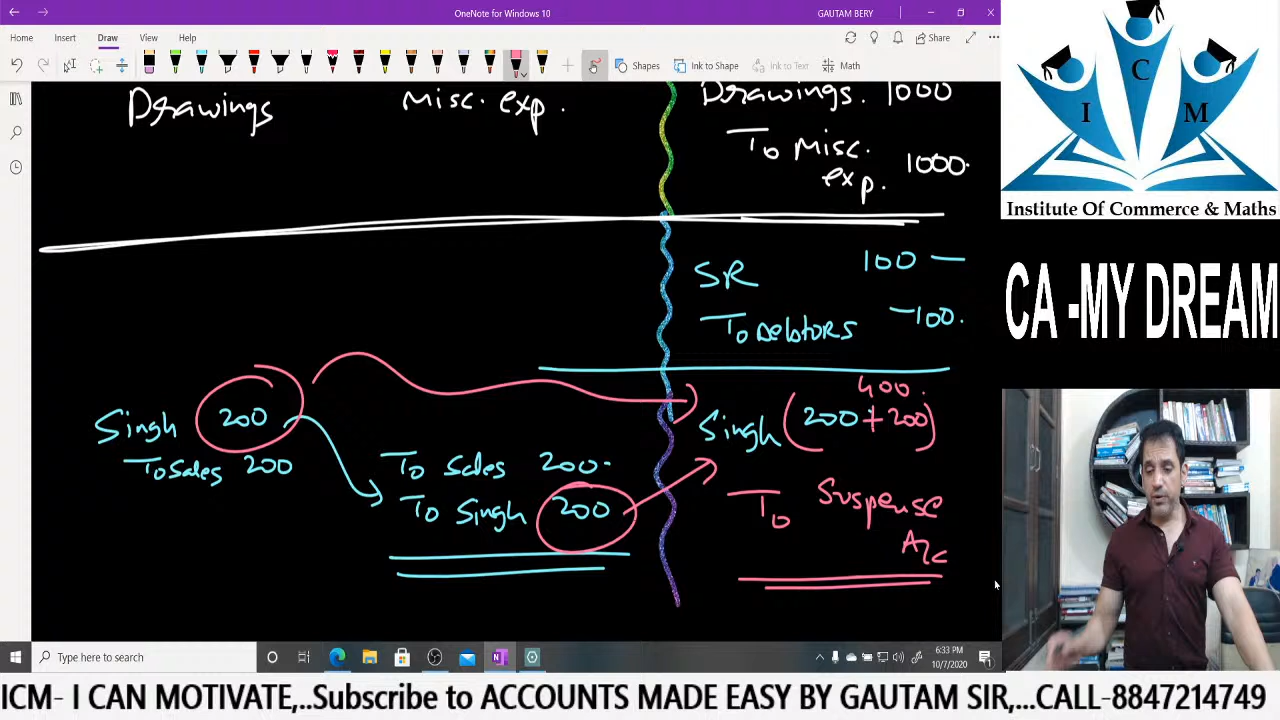 OneNote for Windows 10
GAUTAM BERY
Home Insert Draw View Help
Share
Shapes Ink to Shape Ink to Text Math
Drawings Misc. exp. Drawings. 1000
To Misc. exp. 1000.
SR 100 —
To Debtors —100.
400.
Singh 200
To Sales 200
To Sales 200.
To Singh 200
Singh (200 + 200)
To Suspense
A/c
I C M
Institute Of Commerce & Maths
CA -MY DREAM
Type here to search
6:33 PM
10/7/2020
ICM- I CAN MOTIVATE,..Subscribe to ACCOUNTS MADE EASY BY GAUTAM SIR,...CALL-8847214749